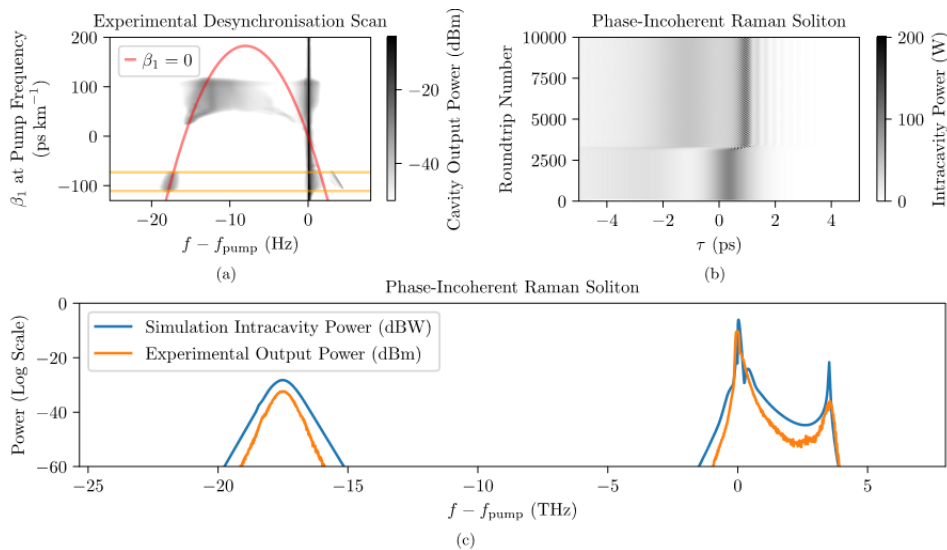 Experimental Desynchronisation Scan
200
100
0
−100
β₁ at Pump Frequency
(ps km⁻¹)
β₁ = 0
−20
−10
0
f − f_pump (Hz)
−20
−40
Cavity Output Power (dBm)
(a)
Phase-Incoherent Raman Soliton
10000
7500
5000
2500
0
Roundtrip Number
−4
−2
0
2
4
τ (ps)
200
100
0
Intracavity Power (W)
(b)
Phase-Incoherent Raman Soliton
0
−20
−40
−60
Power (Log Scale)
Simulation Intracavity Power (dBW)
Experimental Output Power (dBm)
−25
−20
−15
−10
−5
0
5
f − f_pump (THz)
(c)